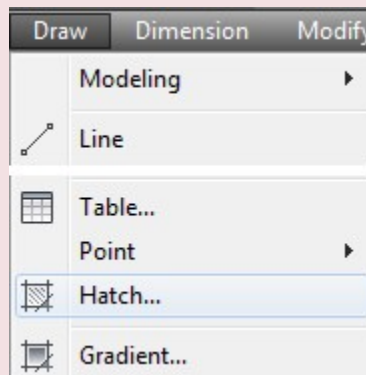 Draw Dimension Modify
Modeling
Line
Table...
Point
Hatch...
Gradient...